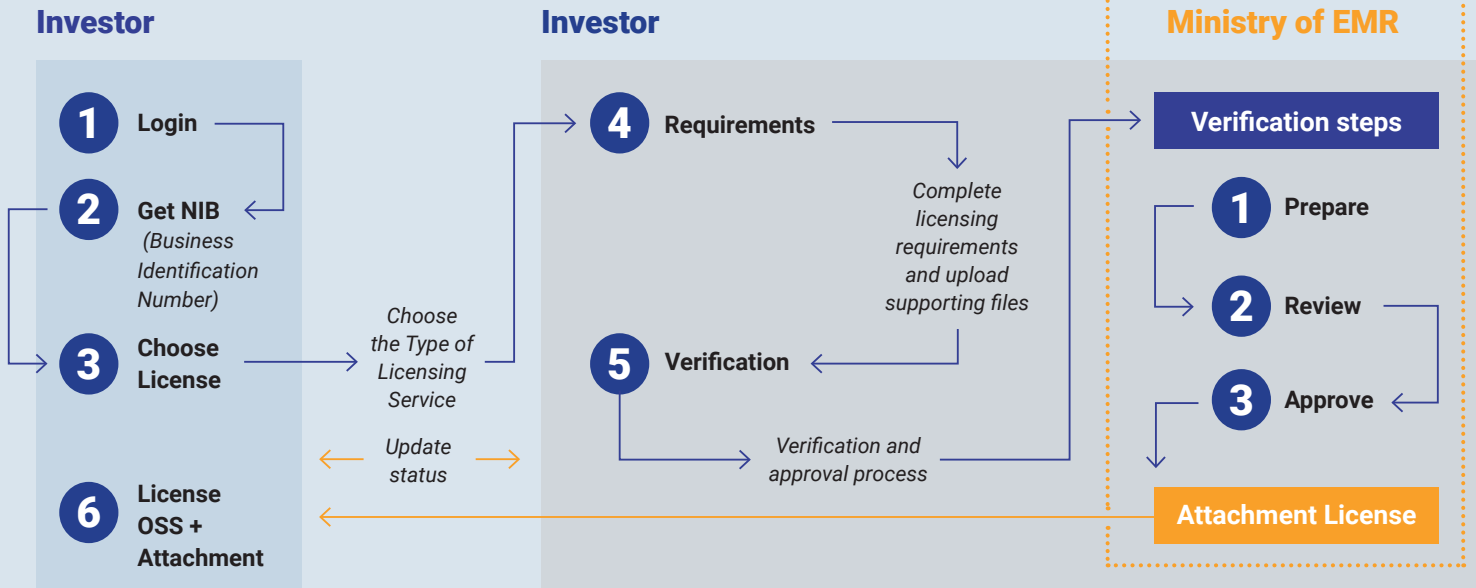 Investor
1
Login
2
Get NIB
(Business
Identification
Number)
3
Choose
License
Choose
the Type of
Licensing
Service
Update
status
6
License
OSS +
Attachment
Investor
4
Requirements
Complete
licensing
requirements
and upload
supporting files
5
Verification
Verification and
approval process
Ministry of EMR
Verification steps
1
Prepare
2
Review
3
Approve
Attachment License